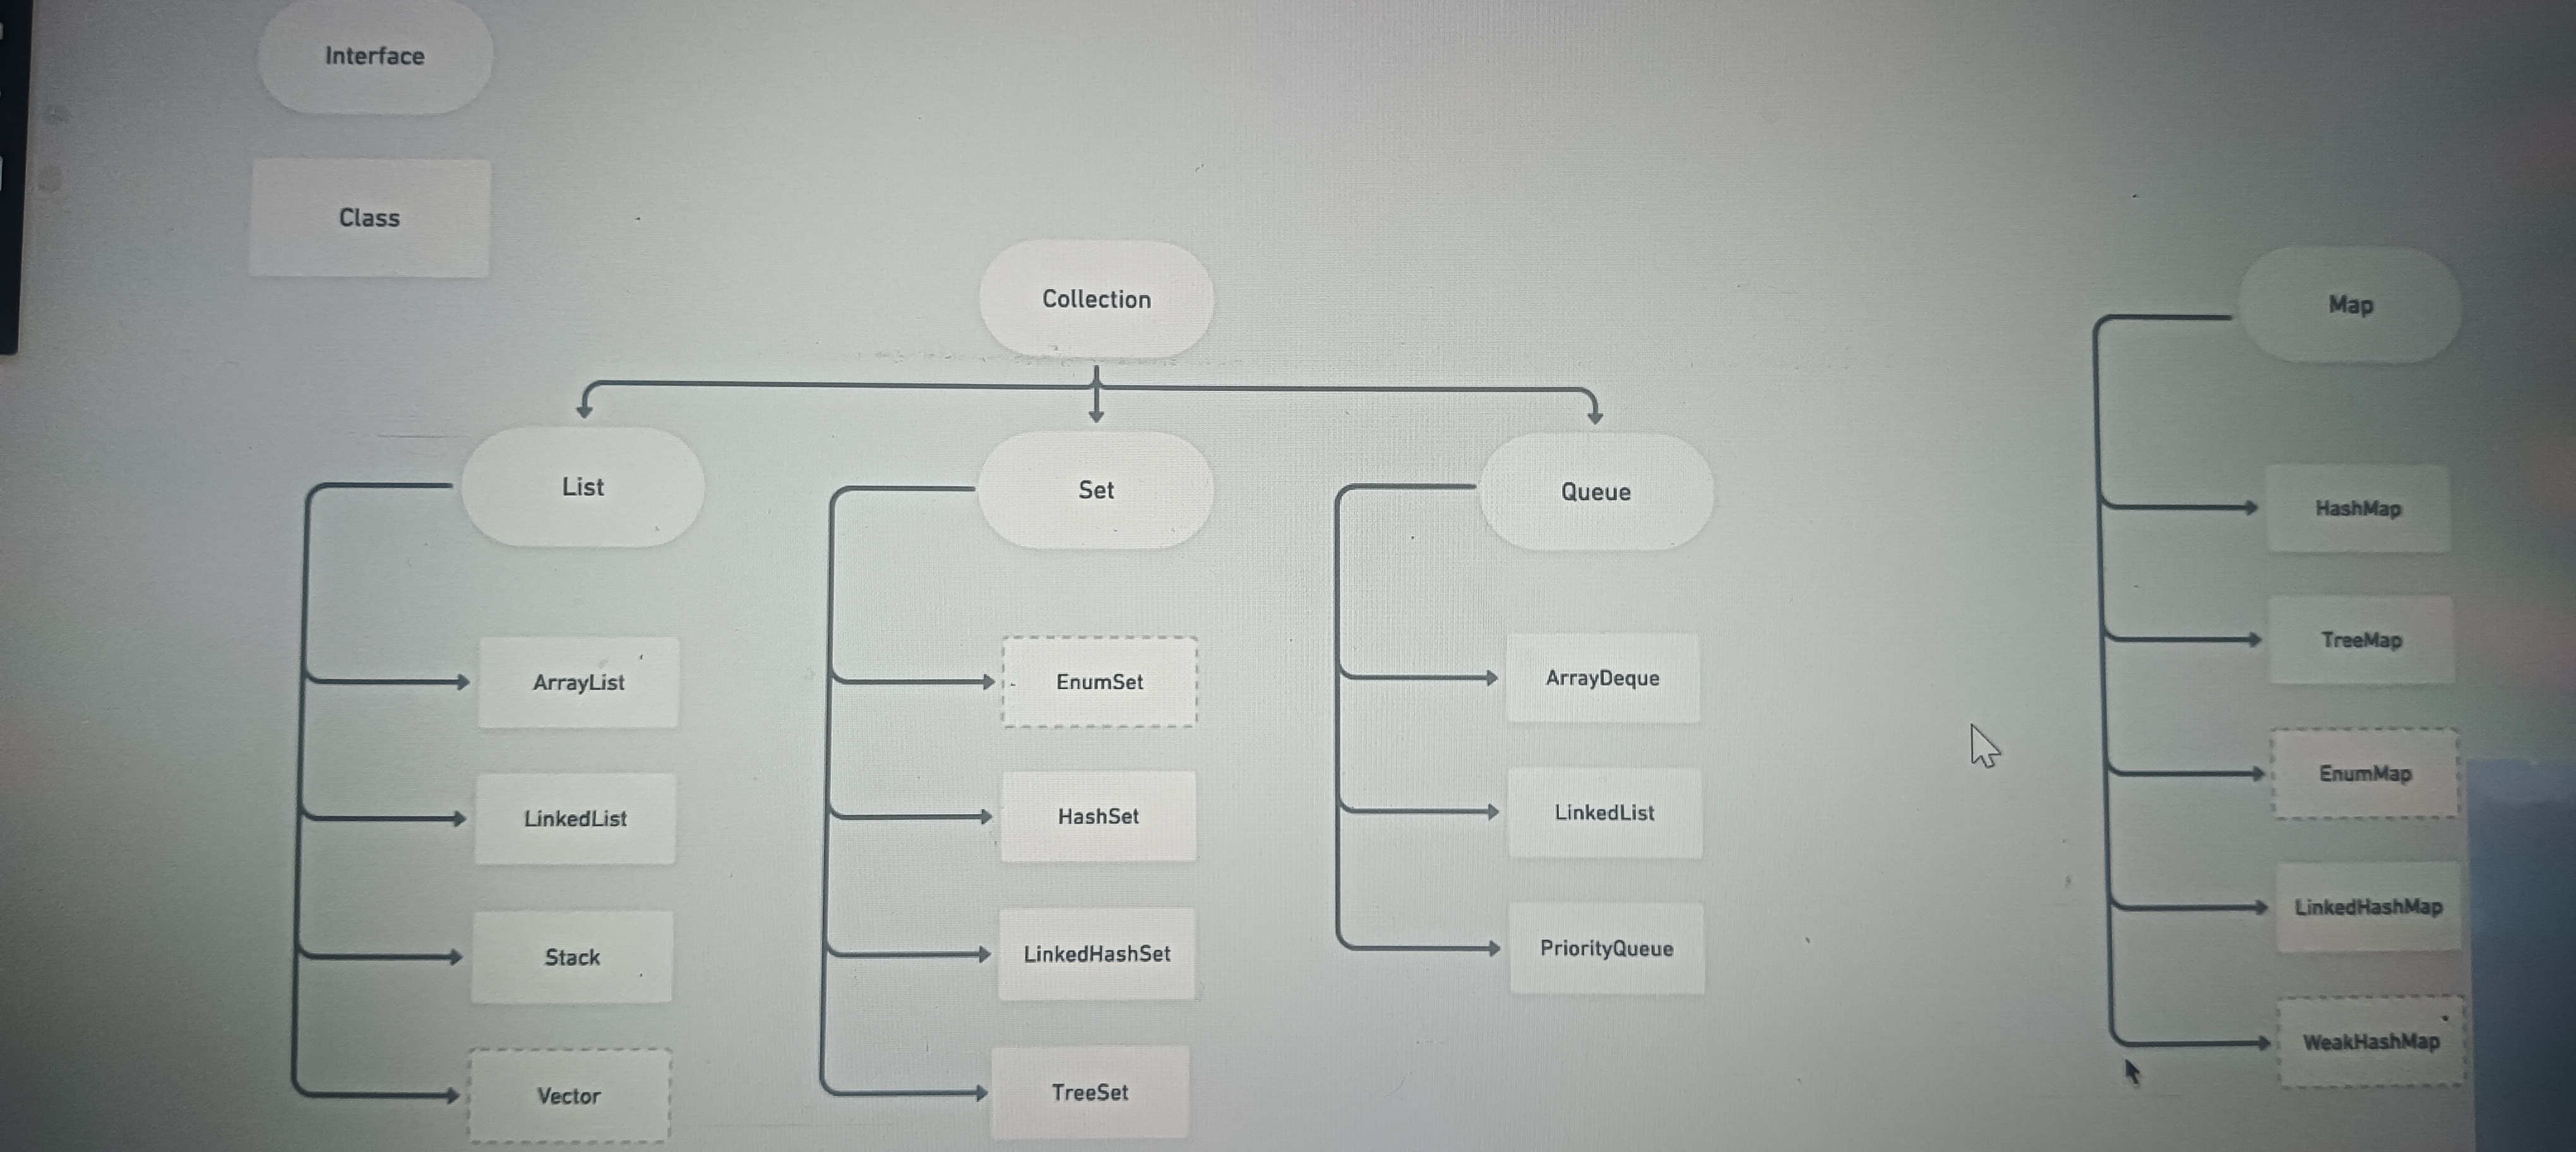 Interface
Class
Collection
Map
List
Set
Queue
ArrayList
LinkedList
Stack
Vector
EnumSet
HashSet
LinkedHashSet
TreeSet
ArrayDeque
LinkedList
PriorityQueue
HashMap
TreeMap
EnumMap
LinkedHashMap
WeakHashMap